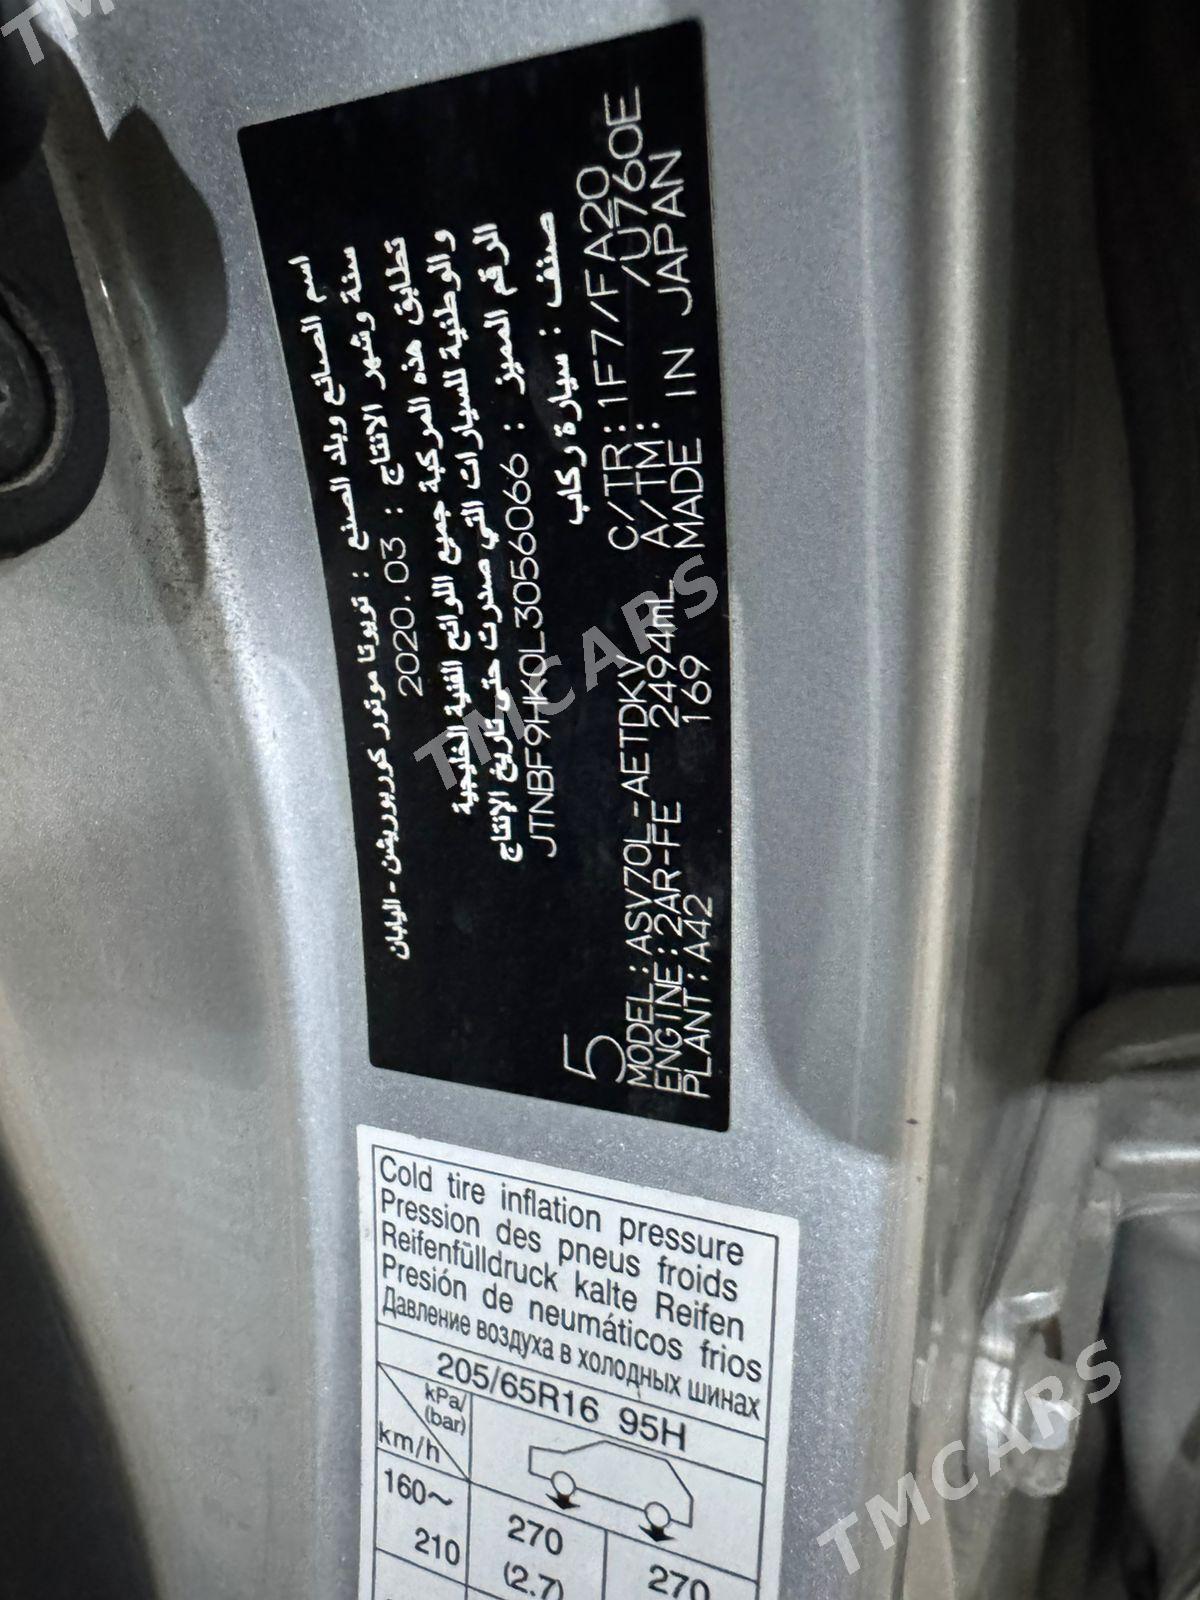 اسم الصانع وبلد الصنع : تويوتا موتور كوربوريشن - اليابان
سنة وشهر الانتاج : 2020.03
تطابق هذه المركبة جميع اللوائح الفنية الخليجية
والوطنية للسيارات التي صدرت حتى تاريخ الإنتاج
الرقم المميز : JTNBF9HK0L3056066
صنف : سيارة ركاب
5
MODEL : ASV70L-AETDKV C/TR : 1F7/FA20
ENGINE : 2AR-FE 2494mL A/TM : /U760E
PLANT : A42 169 MADE IN JAPAN
Cold tire inflation pressure
Pression des pneus froids
Reifenfülldruck kalte Reifen
Presión de neumáticos frios
Давление воздуха в холодных шинах
205/65R16 95H
kPa/
(bar)
km/h
160~
210
270
(2.7)
270
TMCARS
TMCARS